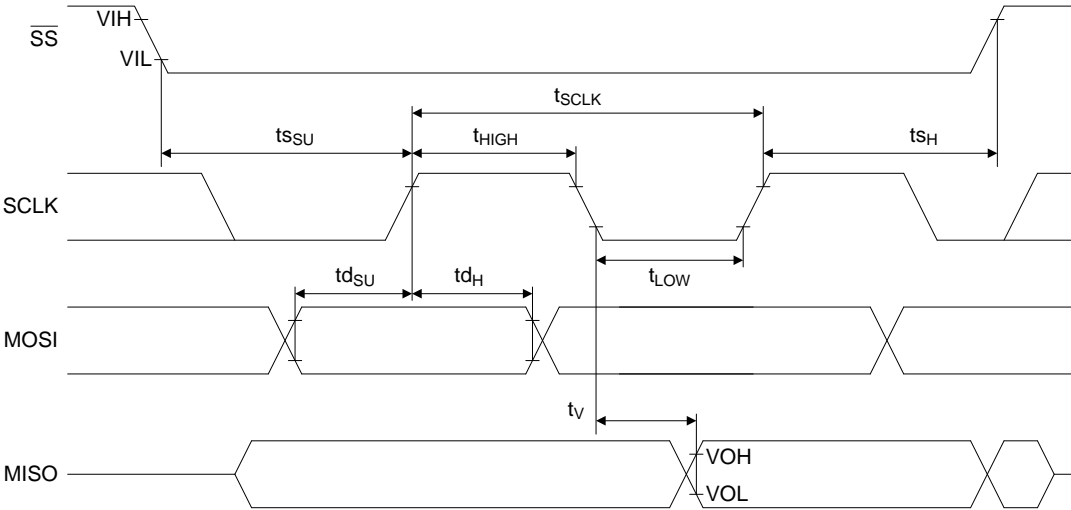 VIH
SS
VIL
tSCLK
tsSU
tHIGH
tsH
SCLK
tdSU
tdH
tLOW
MOSI
tV
VOH
MISO
VOL